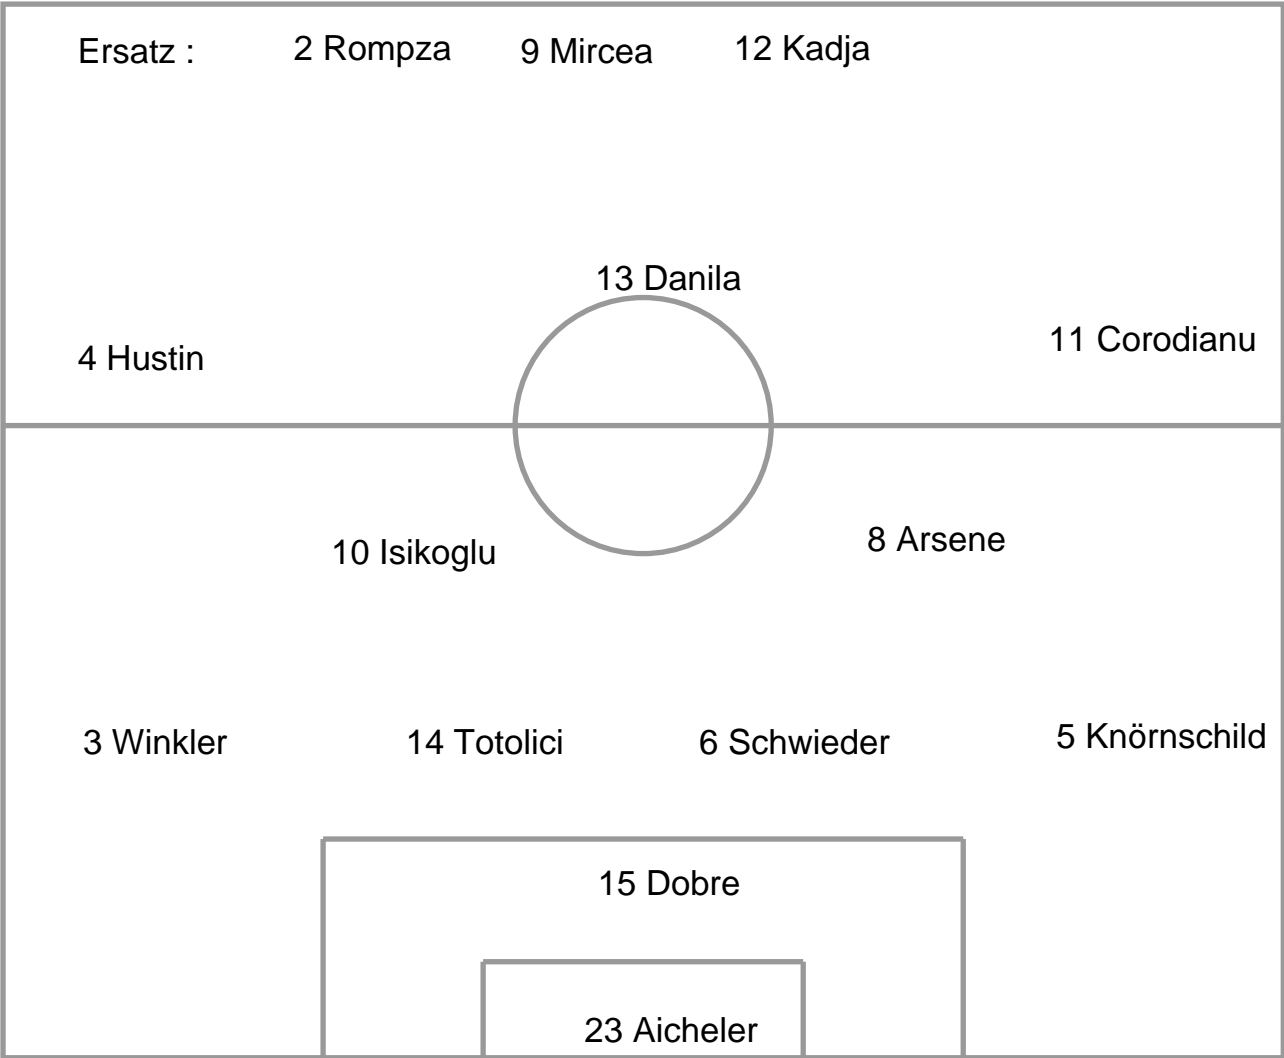 Ersatz : 2 Rompza 9 Mircea 12 Kadja
13 Danila
4 Hustin 11 Corodianu
10 Isikoglu 8 Arsene
3 Winkler 14 Totolici 6 Schwieder 5 Knörnschild
15 Dobre
23 Aicheler